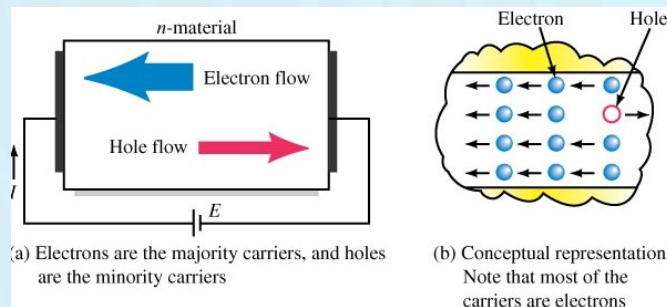 n-material
Electron flow
Hole flow
I
E
(a) Electrons are the majority carriers, and holes
are the minority carriers
Electron
Hole
(b) Conceptual representation
Note that most of the
carriers are electrons